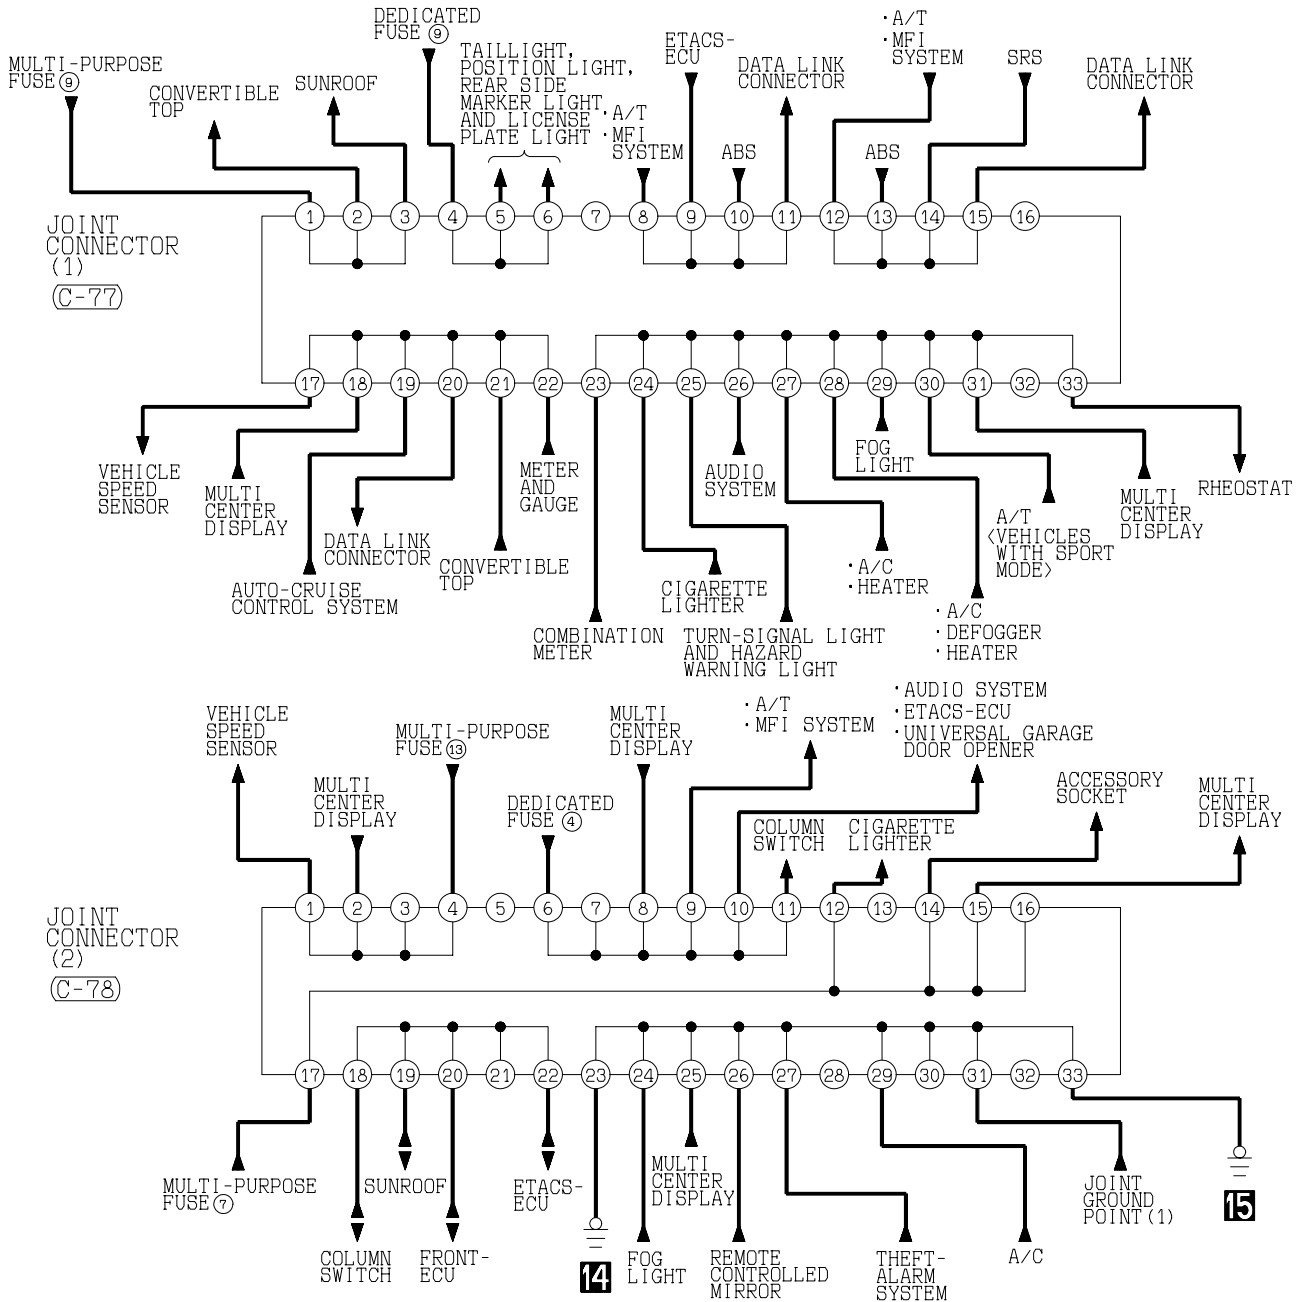 DEDICATED
FUSE ⑨
MULTI-PURPOSE
FUSE ⑨
CONVERTIBLE
TOP
SUNROOF
TAILLIGHT,
POSITION LIGHT,
REAR SIDE
MARKER LIGHT
AND LICENSE
PLATE LIGHT
·A/T
·MFI
SYSTEM
ETACS-
ECU
ABS
DATA LINK
CONNECTOR
·A/T
·MFI
SYSTEM
ABS
SRS
DATA LINK
CONNECTOR
1 2 3 4 5 6 7 8 9 10 11 12 13 14 15 16
JOINT
CONNECTOR
(1)
C-77
17 18 19 20 21 22 23 24 25 26 27 28 29 30 31 32 33
VEHICLE
SPEED
SENSOR
MULTI
CENTER
DISPLAY
AUTO-CRUISE
CONTROL SYSTEM
DATA LINK
CONNECTOR
CONVERTIBLE
TOP
METER
AND
GAUGE
COMBINATION
METER
CIGARETTE
LIGHTER
TURN-SIGNAL LIGHT
AND HAZARD
WARNING LIGHT
AUDIO
SYSTEM
·A/C
·HEATER
·A/C
·DEFOGGER
·HEATER
FOG
LIGHT
A/T
〈VEHICLES
WITH SPORT
MODE〉
MULTI
CENTER
DISPLAY
RHEOSTAT
VEHICLE
SPEED
SENSOR
MULTI
CENTER
DISPLAY
MULTI-PURPOSE
FUSE ⑬
DEDICATED
FUSE ④
MULTI
CENTER
DISPLAY
·A/T
·MFI SYSTEM
·AUDIO SYSTEM
·ETACS-ECU
·UNIVERSAL GARAGE
DOOR OPENER
COLUMN
SWITCH
CIGARETTE
LIGHTER
ACCESSORY
SOCKET
MULTI
CENTER
DISPLAY
1 2 3 4 5 6 7 8 9 10 11 12 13 14 15 16
JOINT
CONNECTOR
(2)
C-78
17 18 19 20 21 22 23 24 25 26 27 28 29 30 31 32 33
MULTI-PURPOSE
FUSE ⑦
COLUMN
SWITCH
SUNROOF
FRONT-
ECU
ETACS-
ECU
14
FOG
LIGHT
MULTI
CENTER
DISPLAY
REMOTE
CONTROLLED
MIRROR
THEFT-
ALARM
SYSTEM
A/C
JOINT
GROUND
POINT (1)
15